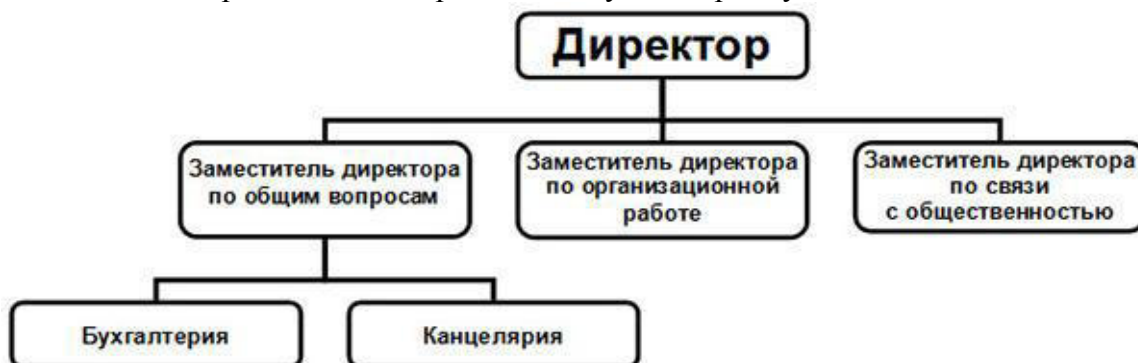 Директор
Заместитель директора
по общим вопросам
Заместитель директора
по организационной
работе
Заместитель директора
по связи
с общественностью
Бухгалтерия
Канцелярия